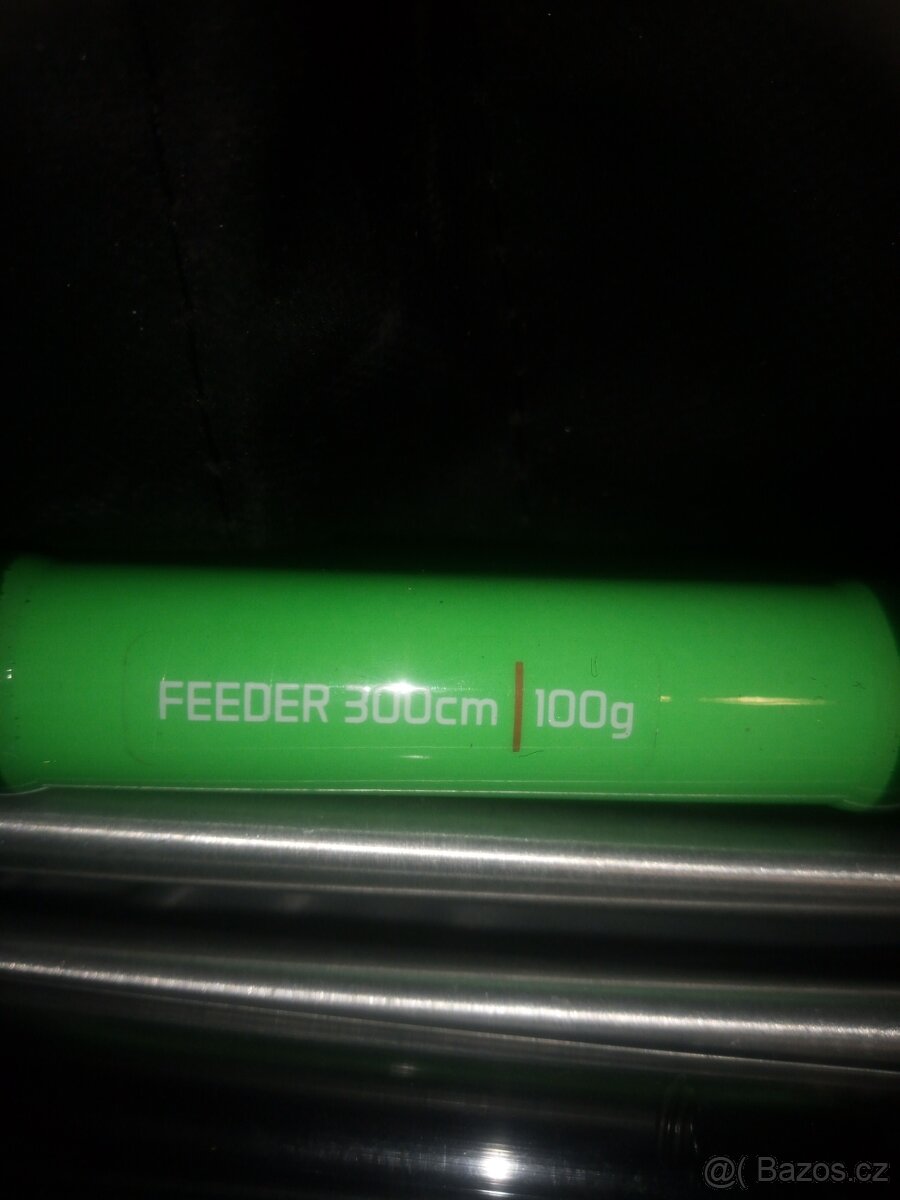 FEEDER 300cm | 100g
@( Bazos.cz